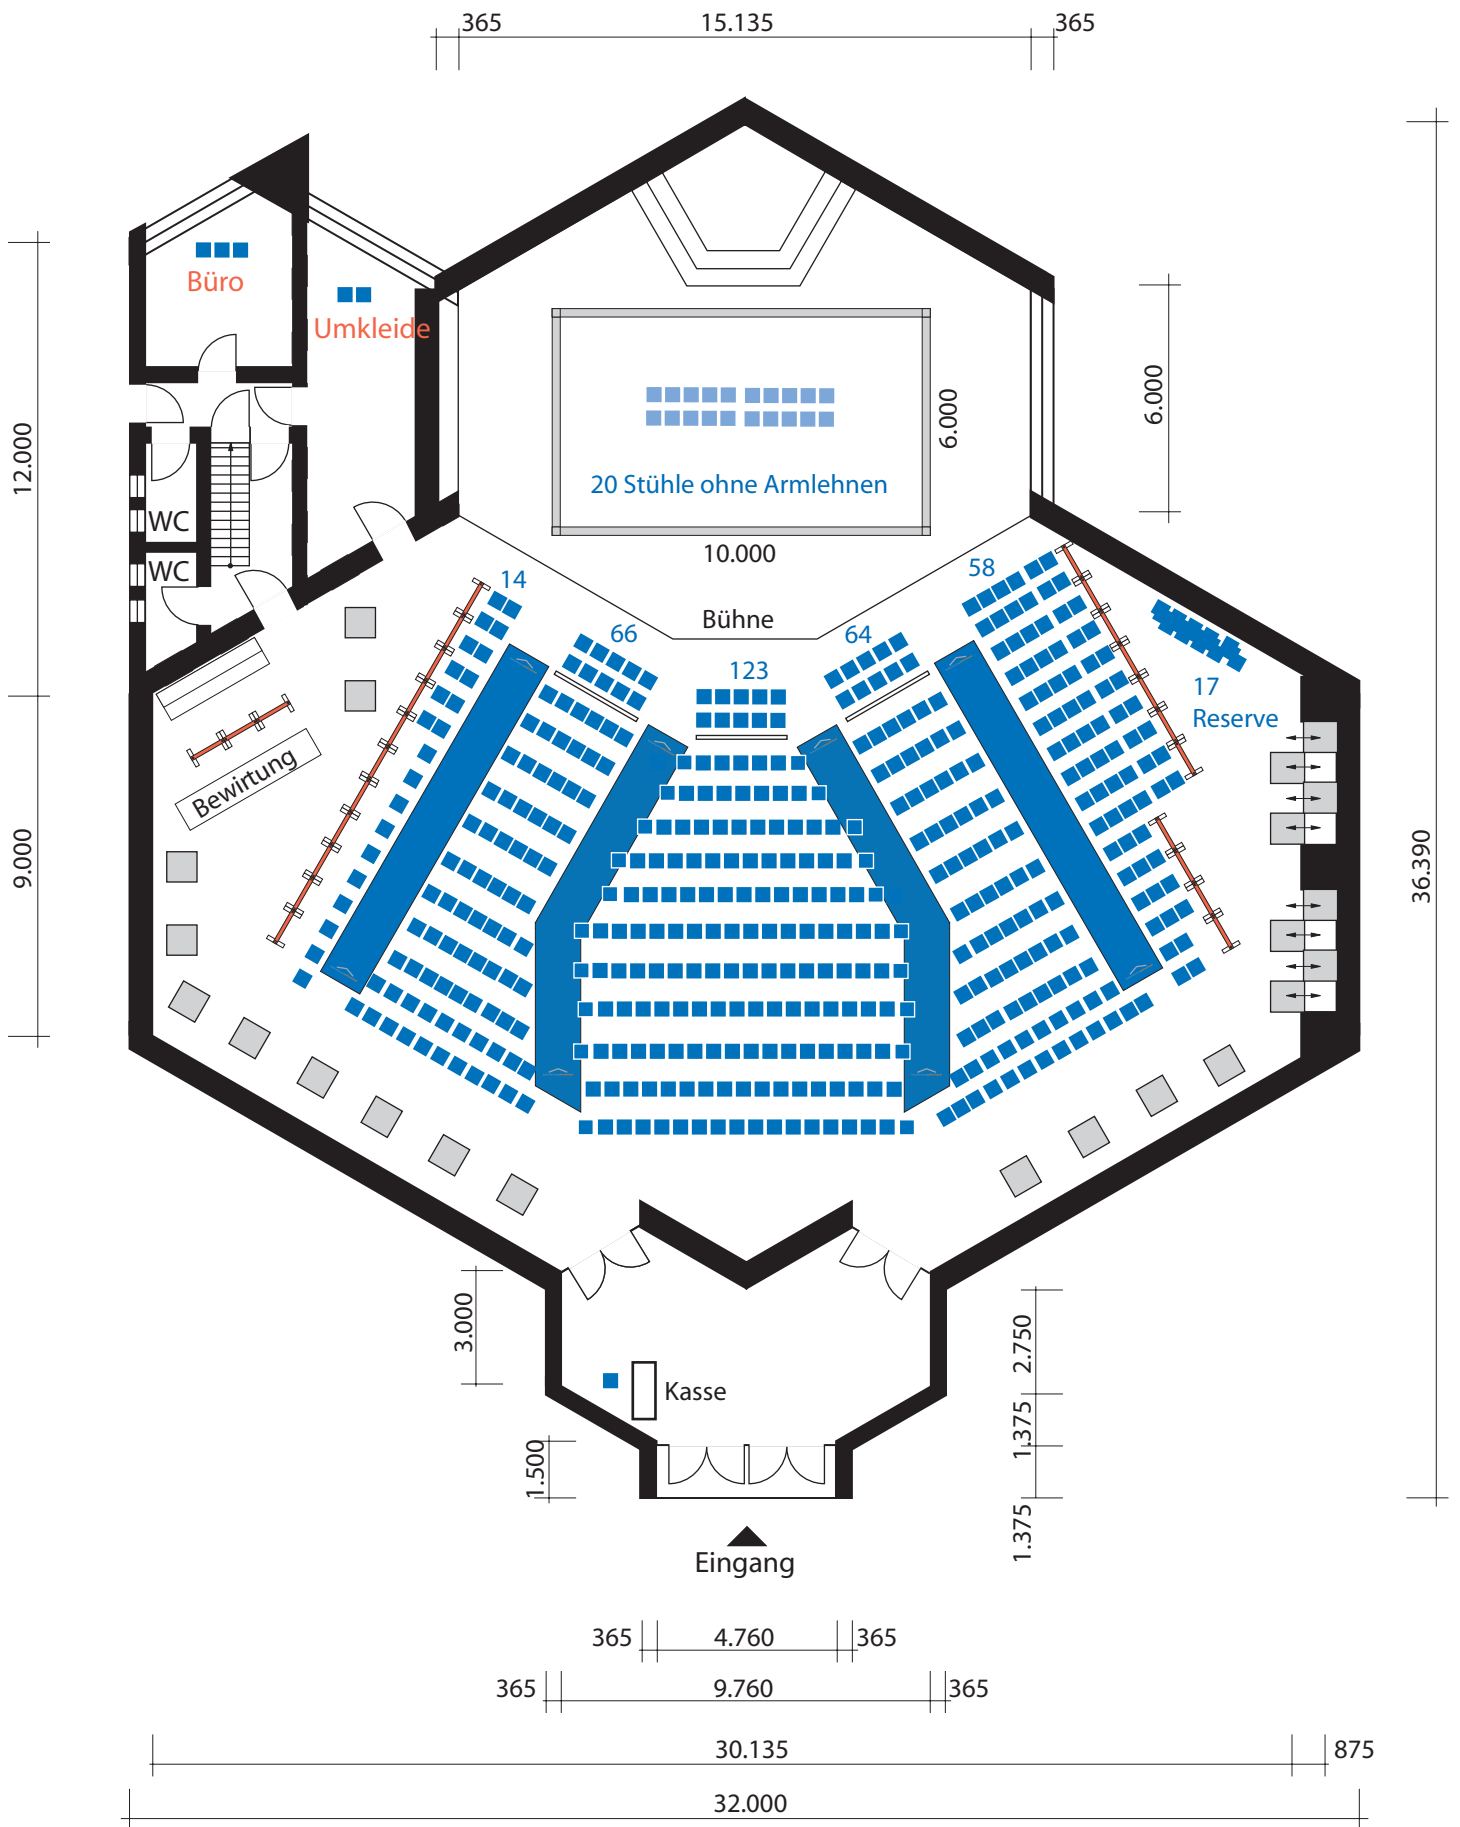 365 15.135 365
Büro
Umkleide
6.000
6.000
12.000
20 Stühle ohne Armlehnen
WC
10.000
WC
14
58
Bühne
66
64
123
17
Reserve
Bewirtung
9.000
36.390
3.000
2.750
Kasse
1.375
1.500
1.375
Eingang
365 4.760 365
365 9.760 365
30.135 875
32.000